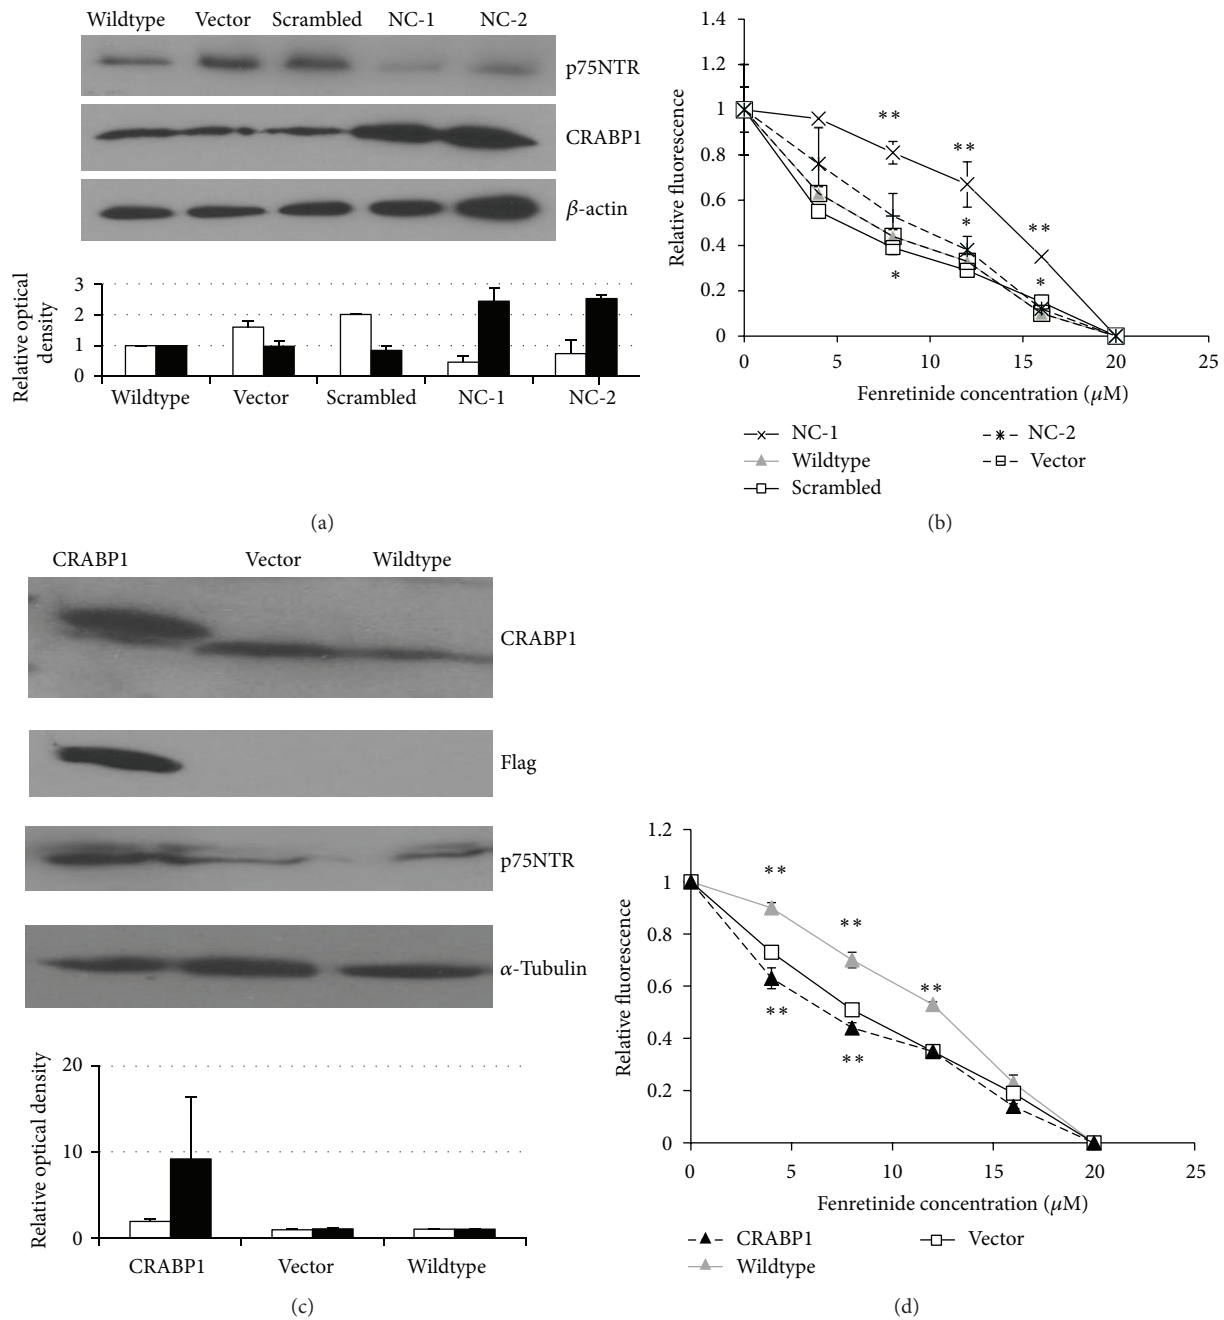 Wildtype Vector Scrambled NC-1 NC-2
p75NTR
CRABP1
β-actin
Relative optical density
3
2
1
0
Wildtype Vector Scrambled NC-1 NC-2
(a)
Relative fluorescence
1.4
1.2
1
0.8
0.6
0.4
0.2
0
** ** ** * * *
0 5 10 15 20 25
Fenretinide concentration (μM)
NC-1 NC-2
Wildtype Vector
Scrambled
(b)
CRABP1 Vector Wildtype
CRABP1
Flag
p75NTR
α-Tubulin
Relative optical density
20
10
0
CRABP1 Vector Wildtype
(c)
Relative fluorescence
1.2
1
0.8
0.6
0.4
0.2
0
** ** ** ** **
0 5 10 15 20 25
Fenretinide concentration (μM)
CRABP1 Vector
Wildtype
(d)